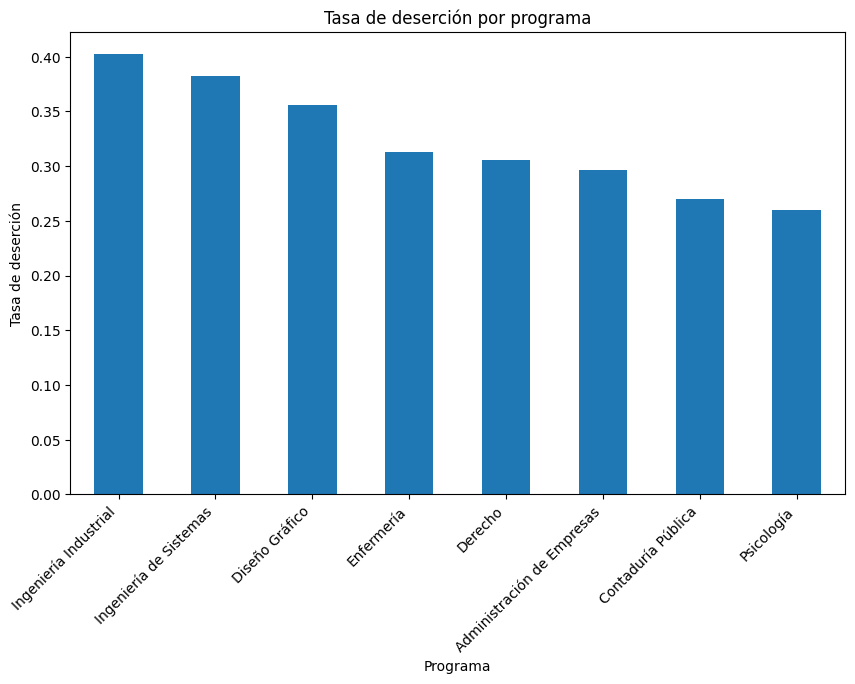 Tasa de deserción por programa
Tasa de deserción
0.40
0.35
0.30
0.25
0.20
0.15
0.10
0.05
0.00
Ingeniería Industrial
Ingeniería de Sistemas
Diseño Gráfico
Enfermería
Derecho
Administración de Empresas
Contaduría Pública
Psicología
Programa